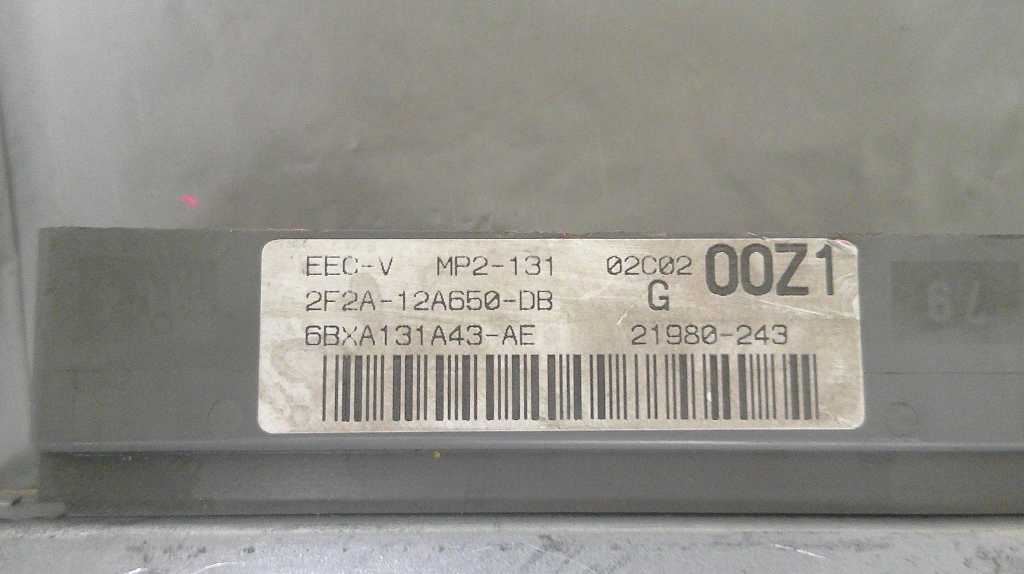 EEC-V MP2-131 02C02 00Z1
2F2A-12A650-DB G
6BXA131A43-AE 21980-243